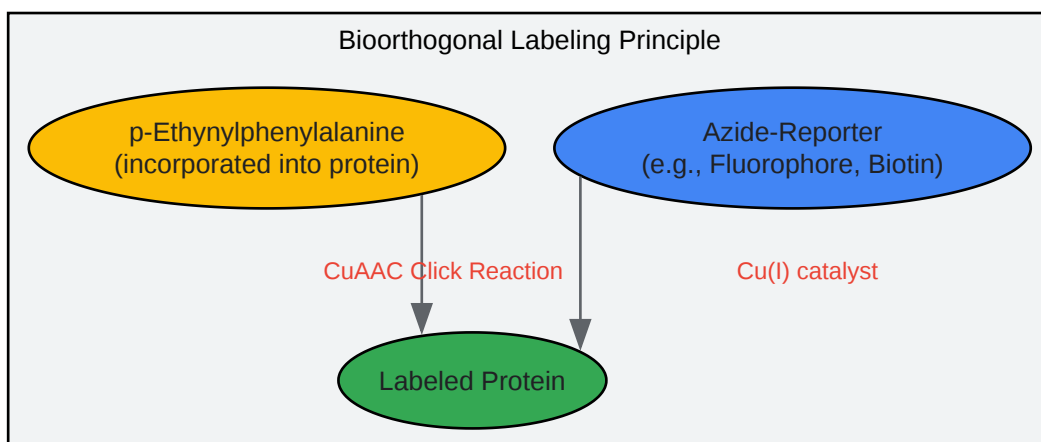 Bioorthogonal Labeling Principle
p-Ethynylphenylalanine
(incorporated into protein)
Azide-Reporter
(e.g., Fluorophore, Biotin)
CuAAC Click Reaction
Cu(I) catalyst
Labeled Protein